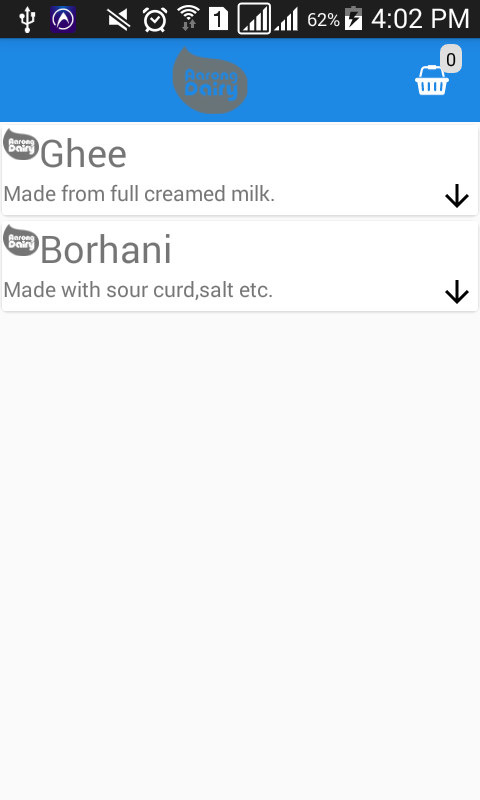 1 62% 4:02 PM
Aarong
Dairy
0
Aarong
Dairy Ghee
Made from full creamed milk.
Aarong
Dairy Borhani
Made with sour curd,salt etc.